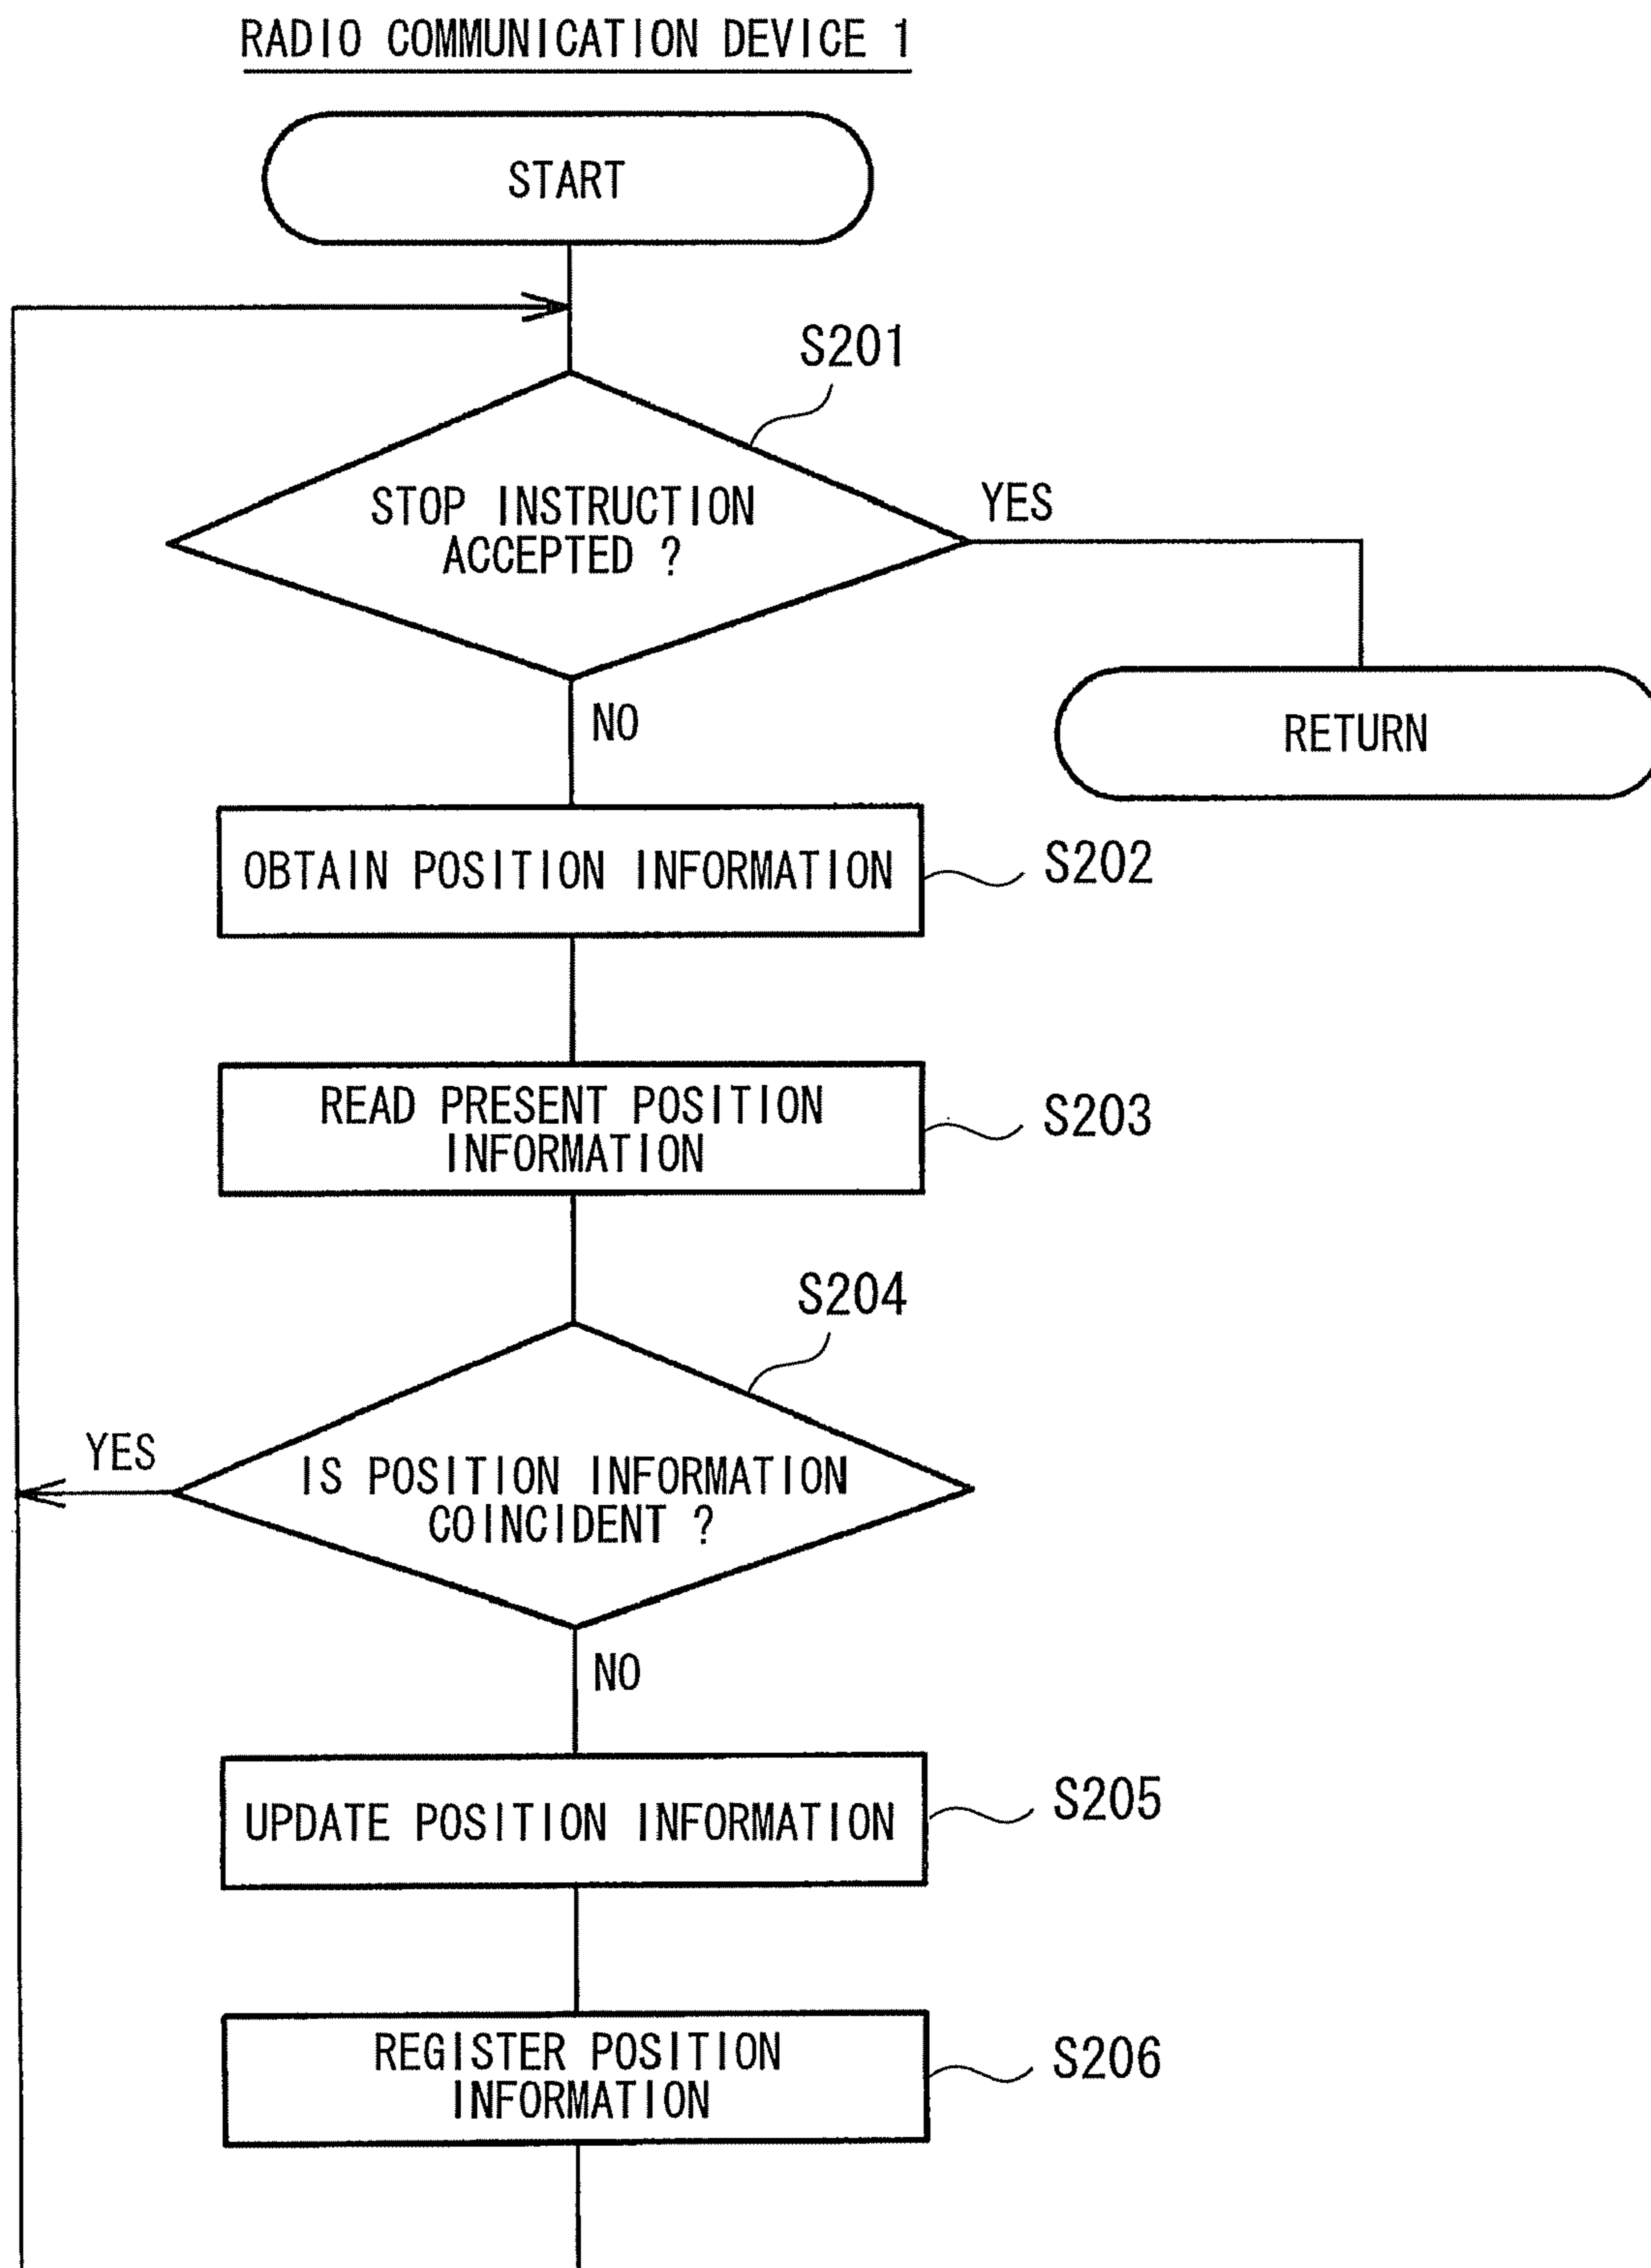 RADIO COMMUNICATION DEVICE 1
START
S201
STOP INSTRUCTION
ACCEPTED ?
YES
NO
RETURN
OBTAIN POSITION INFORMATION
S202
READ PRESENT POSITION
INFORMATION
S203
S204
YES
IS POSITION INFORMATION
COINCIDENT ?
NO
UPDATE POSITION INFORMATION
S205
REGISTER POSITION
INFORMATION
S206